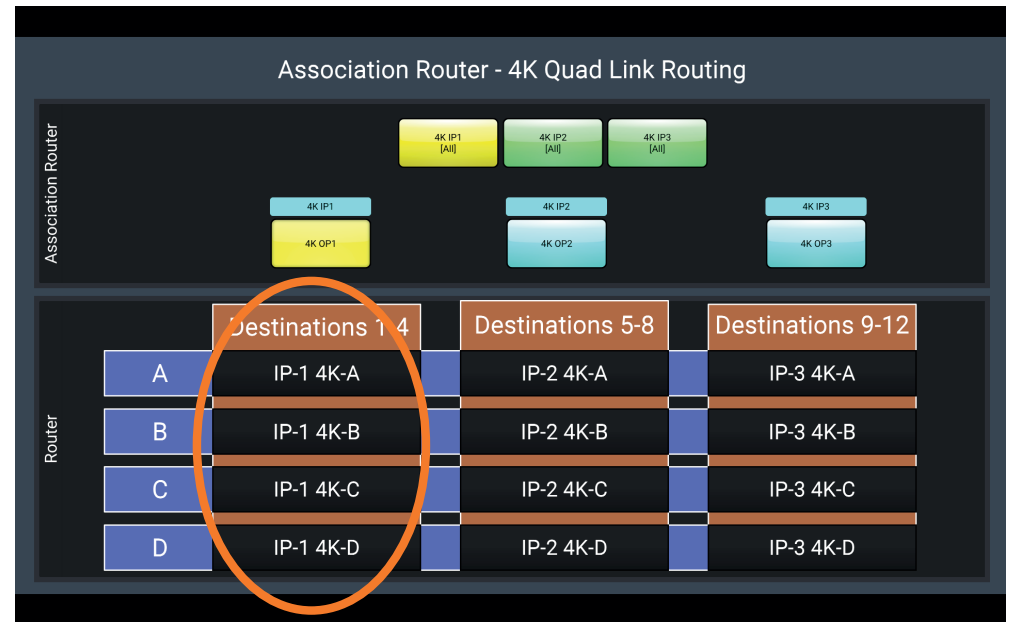 Association Router - 4K Quad Link Routing
Association Router
4K IP1
[All]
4K IP2
[All]
4K IP3
[All]
4K IP1
4K IP2
4K IP3
4K OP1
4K OP2
4K OP3
Router
Destinations 1-4
Destinations 5-8
Destinations 9-12
A
IP-1 4K-A
IP-2 4K-A
IP-3 4K-A
B
IP-1 4K-B
IP-2 4K-B
IP-3 4K-B
C
IP-1 4K-C
IP-2 4K-C
IP-3 4K-C
D
IP-1 4K-D
IP-2 4K-D
IP-3 4K-D